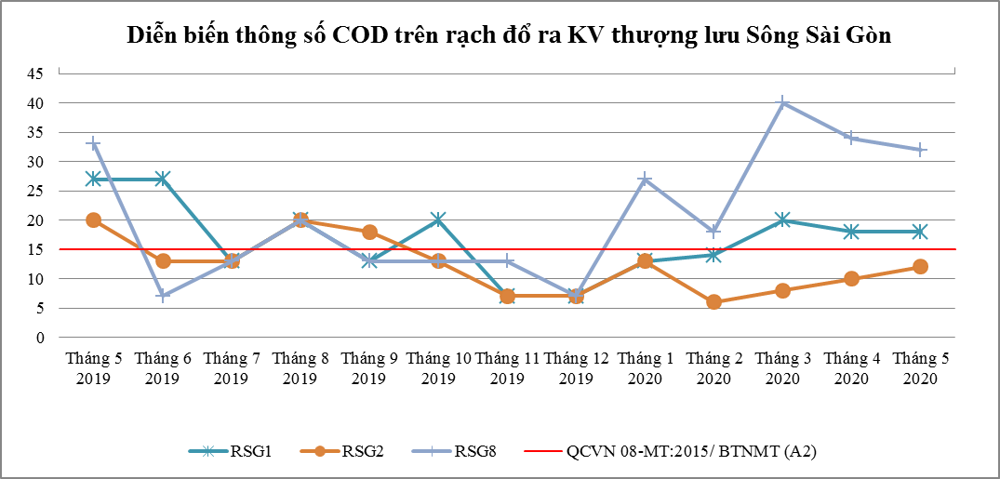 Diễn biến thông số COD trên rạch đổ ra KV thượng lưu Sông Sài Gòn
45
40
35
30
25
20
15
10
5
0
Tháng 5 Tháng 6 Tháng 7 Tháng 8 Tháng 9 Tháng 10 Tháng 11 Tháng 12 Tháng 1 Tháng 2 Tháng 3 Tháng 4 Tháng 5
2019 2019 2019 2019 2019 2019 2019 2019 2020 2020 2020 2020 2020
RSG1 RSG2 RSG8 QCVN 08-MT:2015/ BTNMT (A2)